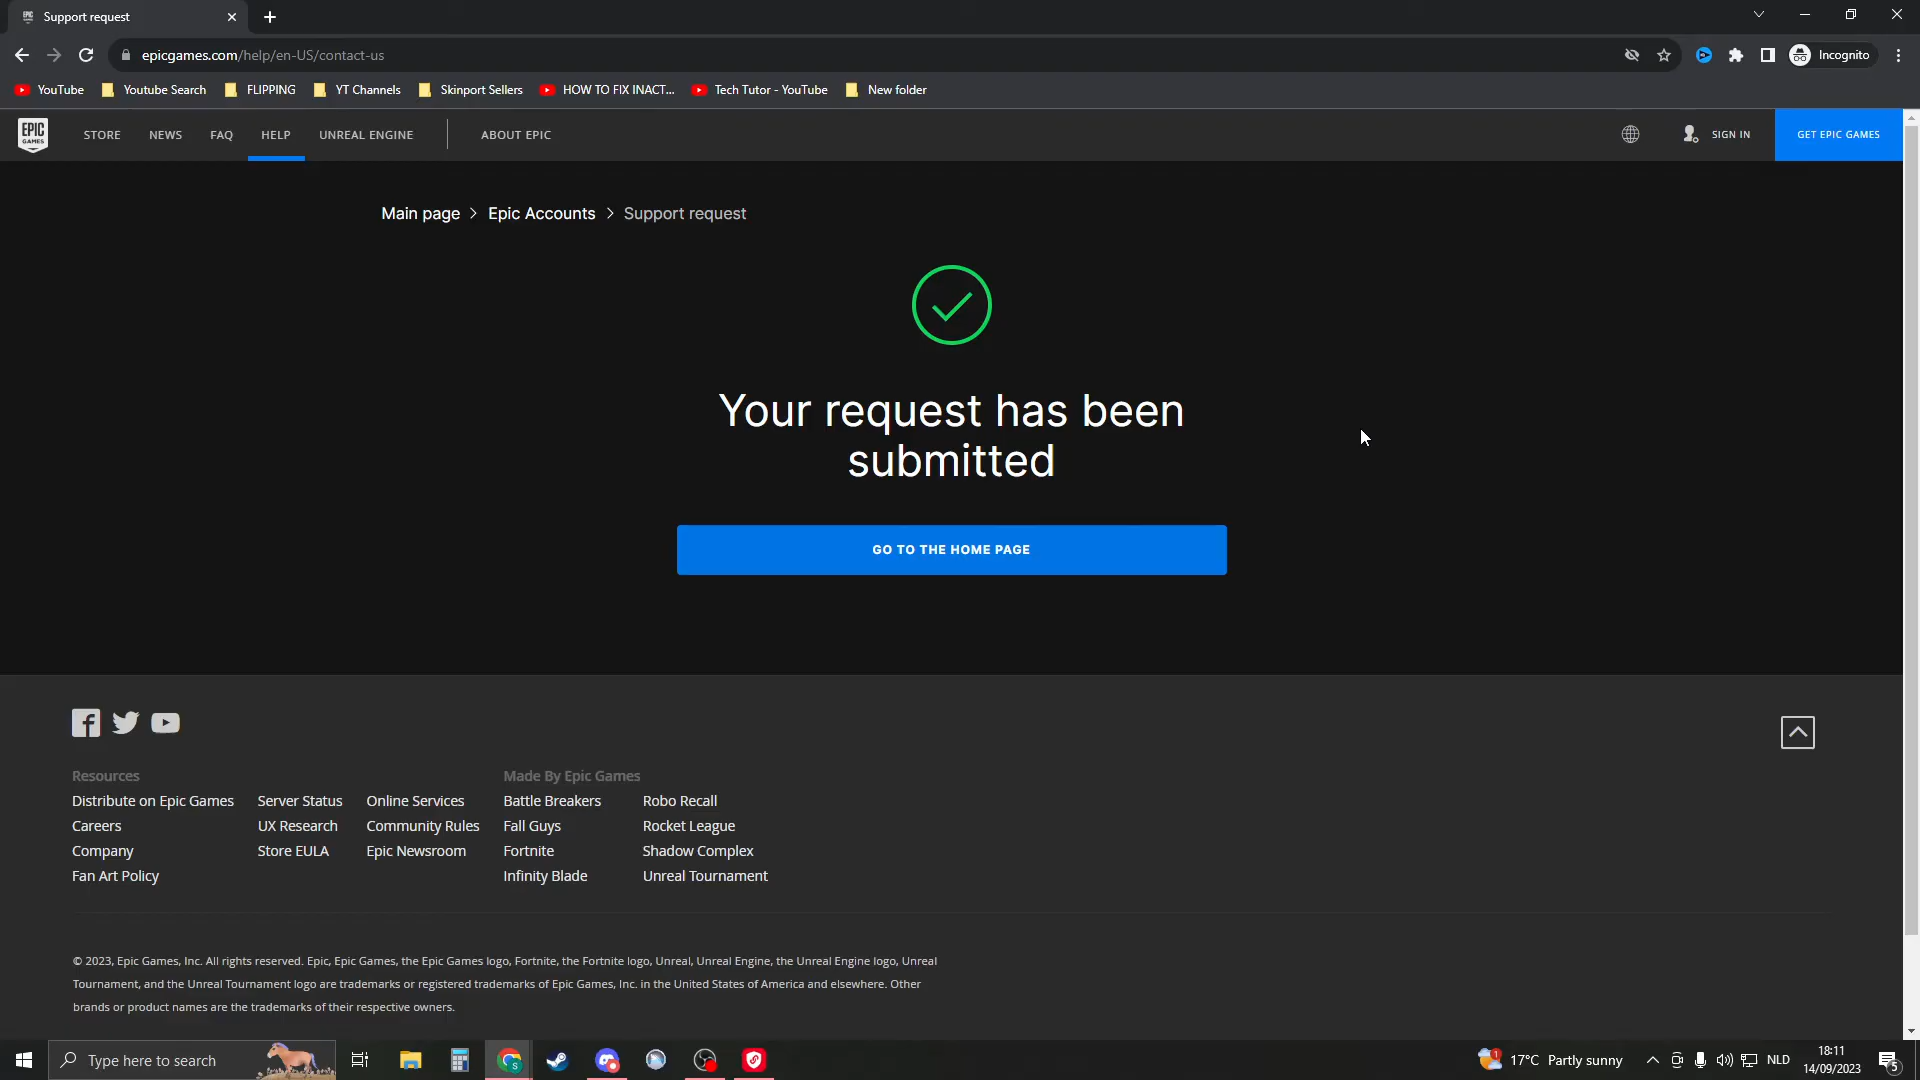 Support request
epicgames.com/help/en-US/contact-us
Incognito
YouTube
Youtube Search
FLIPPING
YT Channels
Skinport Sellers
HOW TO FIX INACT...
Tech Tutor - YouTube
New folder
EPIC GAMES
STORE
NEWS
FAQ
HELP
UNREAL ENGINE
ABOUT EPIC
SIGN IN
GET EPIC GAMES
Main page > Epic Accounts > Support request
Your request has been
submitted
GO TO THE HOME PAGE
Resources
Distribute on Epic Games
Careers
Company
Fan Art Policy
Server Status
UX Research
Store EULA
Online Services
Community Rules
Epic Newsroom
Made By Epic Games
Battle Breakers
Fall Guys
Fortnite
Infinity Blade
Robo Recall
Rocket League
Shadow Complex
Unreal Tournament
© 2023, Epic Games, Inc. All rights reserved. Epic, Epic Games, the Epic Games logo, Fortnite, the Fortnite logo, Unreal, Unreal Engine, the Unreal Engine logo, Unreal
Tournament, and the Unreal Tournament logo are trademarks or registered trademarks of Epic Games, Inc. in the United States of America and elsewhere. Other
brands or product names are the trademarks of their respective owners.
Type here to search
1
17°C Partly sunny
NLD
18:11
14/09/2023
5